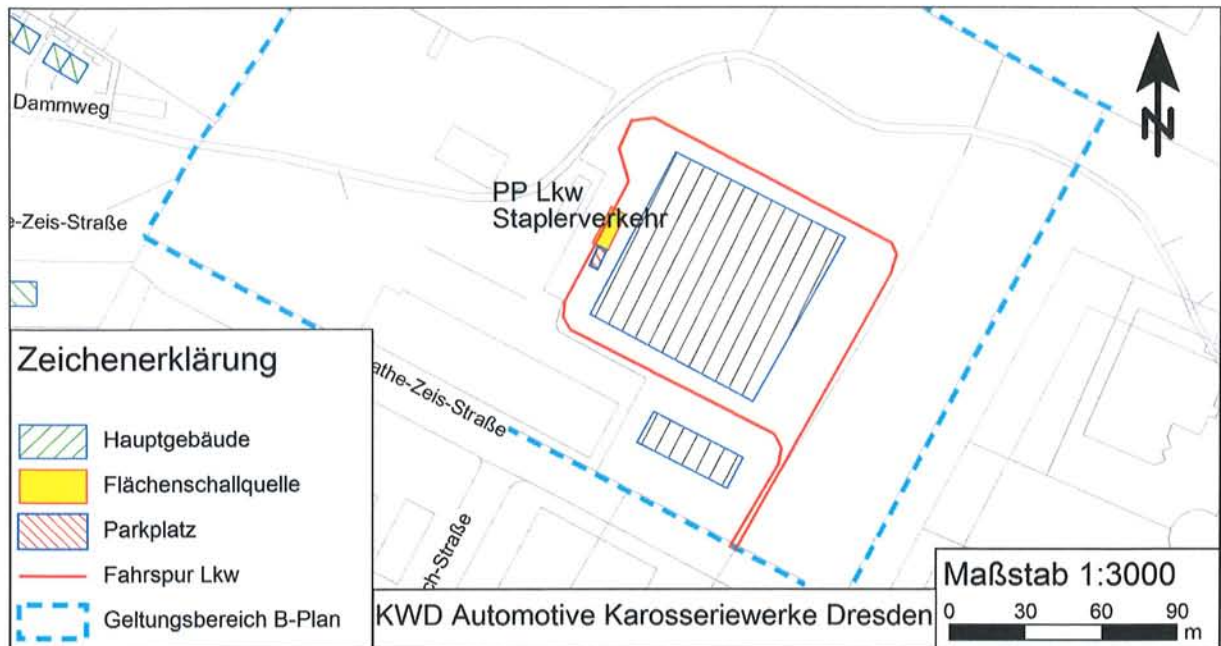 Dammweg
e-Zeis-Straße
PP Lkw
Staplerverkehr
N
athe-Zeis-Straße
ch-Straße
Zeichenerklärung
Hauptgebäude
Flächenschallquelle
Parkplatz
Fahrspur Lkw
Geltungsbereich B-Plan
KWD Automotive Karosseriewerke Dresden
Maßstab 1:3000
0 30 60 90
m